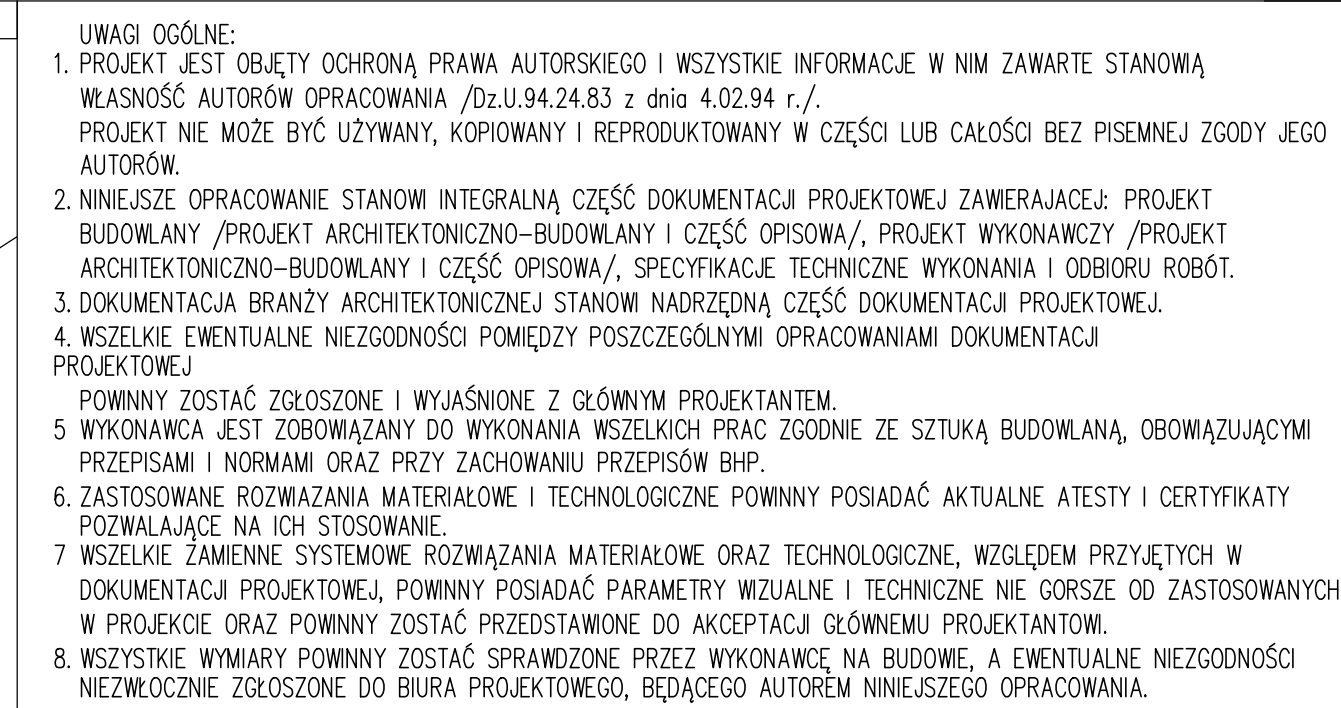 UWAGI OGÓLNE:
1. PROJEKT JEST OBJĘTY OCHRONĄ PRAWA AUTORSKIEGO I WSZYSTKIE INFORMACJE W NIM ZAWARTE STANOWIĄ
WŁASNOŚĆ AUTORÓW OPRACOWANIA /Dz.U.94.24.83 z dnia 4.02.94 r./.
PROJEKT NIE MOŻE BYĆ UŻYWANY, KOPIOWANY I REPRODUKTOWANY W CZĘŚCI LUB CAŁOŚCI BEZ PISEMNEJ ZGODY JEGO
AUTORÓW.
2. NINIEJSZE OPRACOWANIE STANOWI INTEGRALNĄ CZĘŚĆ DOKUMENTACJI PROJEKTOWEJ ZAWIERAJACEJ: PROJEKT
BUDOWLANY /PROJEKT ARCHITEKTONICZNO-BUDOWLANY I CZĘŚĆ OPISOWA/, PROJEKT WYKONAWCZY /PROJEKT
ARCHITEKTONICZNO-BUDOWLANY I CZĘŚĆ OPISOWA/, SPECYFIKACJE TECHNICZNE WYKONANIA I ODBIORU ROBÓT.
3. DOKUMENTACJA BRANŻY ARCHITEKTONICZNEJ STANOWI NADRZĘDNĄ CZĘŚĆ DOKUMENTACJI PROJEKTOWEJ.
4. WSZELKIE EWENTUALNE NIEZGODNOŚCI POMIĘDZY POSZCZEGÓLNYMI OPRACOWANIAMI DOKUMENTACJI
PROJEKTOWEJ
POWINNY ZOSTAĆ ZGŁOSZONE I WYJAŚNIONE Z GŁÓWNYM PROJEKTANTEM.
5 WYKONAWCA JEST ZOBOWIĄZANY DO WYKONANIA WSZELKICH PRAC ZGODNIE ZE SZTUKĄ BUDOWLANĄ, OBOWIĄZUJĄCYMI
PRZEPISAMI I NORMAMI ORAZ PRZY ZACHOWANIU PRZEPISÓW BHP.
6. ZASTOSOWANE ROZWIAZANIA MATERIAŁOWE I TECHNOLOGICZNE POWINNY POSIADAĆ AKTUALNE ATESTY I CERTYFIKATY
POZWALAJĄCE NA ICH STOSOWANIE.
7 WSZELKIE ZAMIENNE SYSTEMOWE ROZWIĄZANIA MATERIAŁOWE ORAZ TECHNOLOGICZNE, WZGLĘDEM PRZYJĘTYCH W
DOKUMENTACJI PROJEKTOWEJ, POWINNY POSIADAĆ PARAMETRY WIZUALNE I TECHNICZNE NIE GORSZE OD ZASTOSOWANYCH
W PROJEKCIE ORAZ POWINNY ZOSTAĆ PRZEDSTAWIONE DO AKCEPTACJI GŁÓWNEMU PROJEKTANTOWI.
8. WSZYSTKIE WYMIARY POWINNY ZOSTAĆ SPRAWDZONE PRZEZ WYKONAWCĘ NA BUDOWIE, A EWENTUALNE NIEZGODNOŚCI
NIEZWŁOCZNIE ZGŁOSZONE DO BIURA PROJEKTOWEGO, BĘDĄCEGO AUTOREM NINIEJSZEGO OPRACOWANIA.